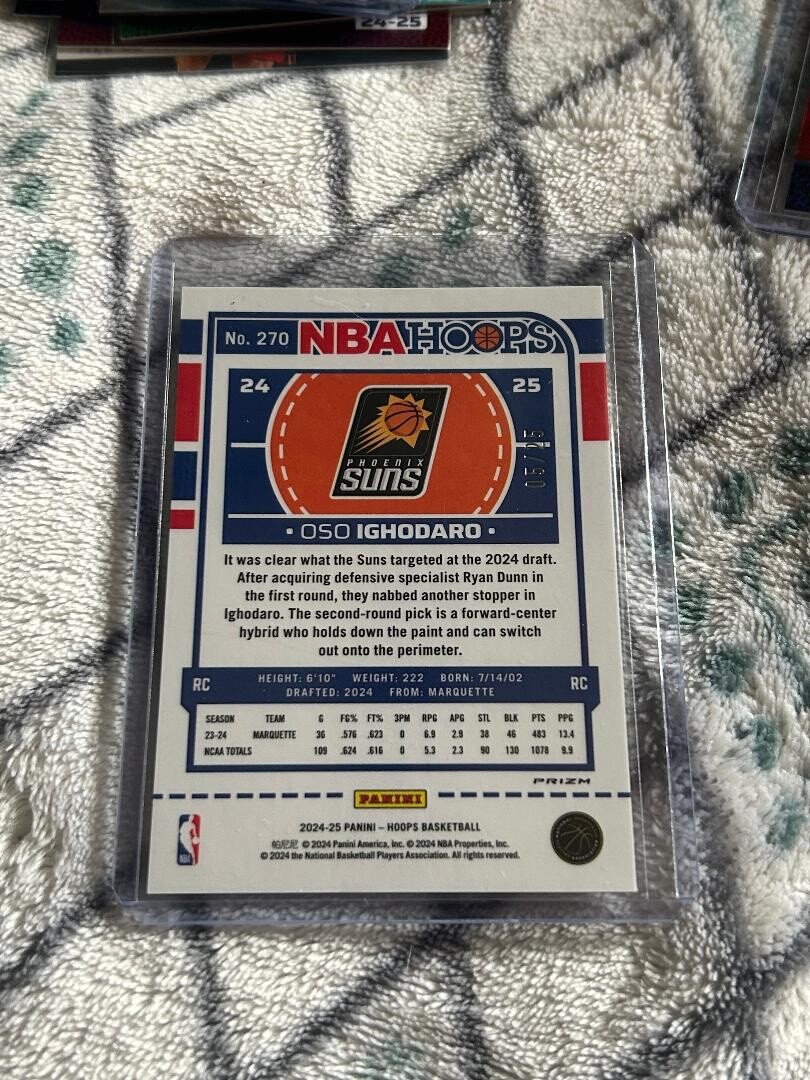 24-25
No. 270 NBA HOOPS
24 25
PHOENIX
SUNS
05/25
• OSO IGHODARO •
It was clear what the Suns targeted at the 2024 draft.
After acquiring defensive specialist Ryan Dunn in
the first round, they nabbed another stopper in
Ighodaro. The second-round pick is a forward-center
hybrid who holds down the paint and can switch
out onto the perimeter.
RC HEIGHT: 6'10" WEIGHT: 222 BORN: 7/14/02 RC
DRAFTED: 2024 FROM: MARQUETTE
SEASON TEAM G FG% FT% 3PM RPG APG STL BLK PTS PPG
23-24 MARQUETTE 36 .576 .623 0 6.9 2.9 38 46 483 13.4
NCAA TOTALS 109 .624 .616 0 5.3 2.3 90 130 1078 9.9
PRIZM
PANINI
2024-25 PANINI – HOOPS BASKETBALL
帕尼尼 © 2024 Panini America, Inc. © 2024 NBA Properties, Inc.
© 2024 the National Basketball Players Association. All rights reserved.
NBA